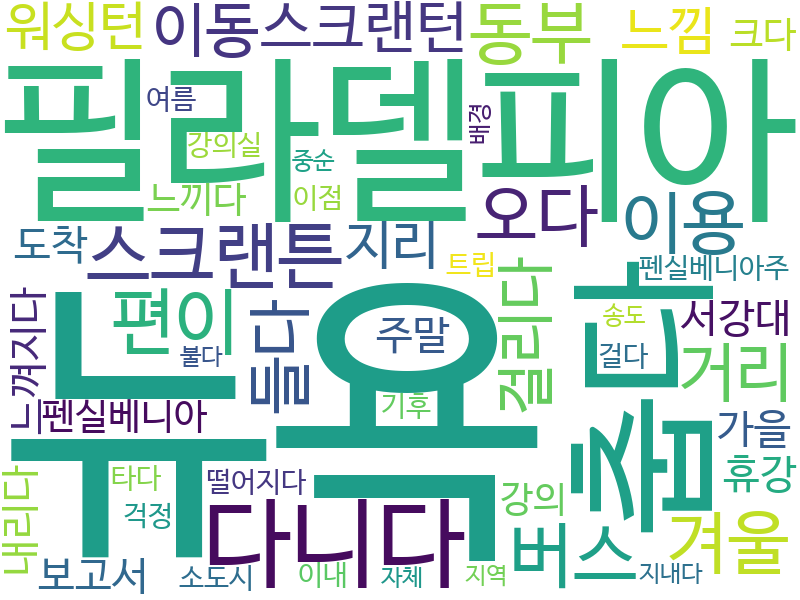 워싱턴
이동
스크랜턴
동부
느낌
크다
필라델피아
여름
강의실
중순
배경
느끼다
이점
오다
이용
도착
스크랜튼
지리
트립
펜실베니아주
뉴욕
편이
들다
주말
걸리다
춥다
송도
서강대
느껴지다
불다
걸다
거리
펜실베니아
기후
가을
내리다
타다
떨어지다
강의
버스
휴강
걱정
다니다
겨울
보고서
소도시
이내
자체
지역
지내다